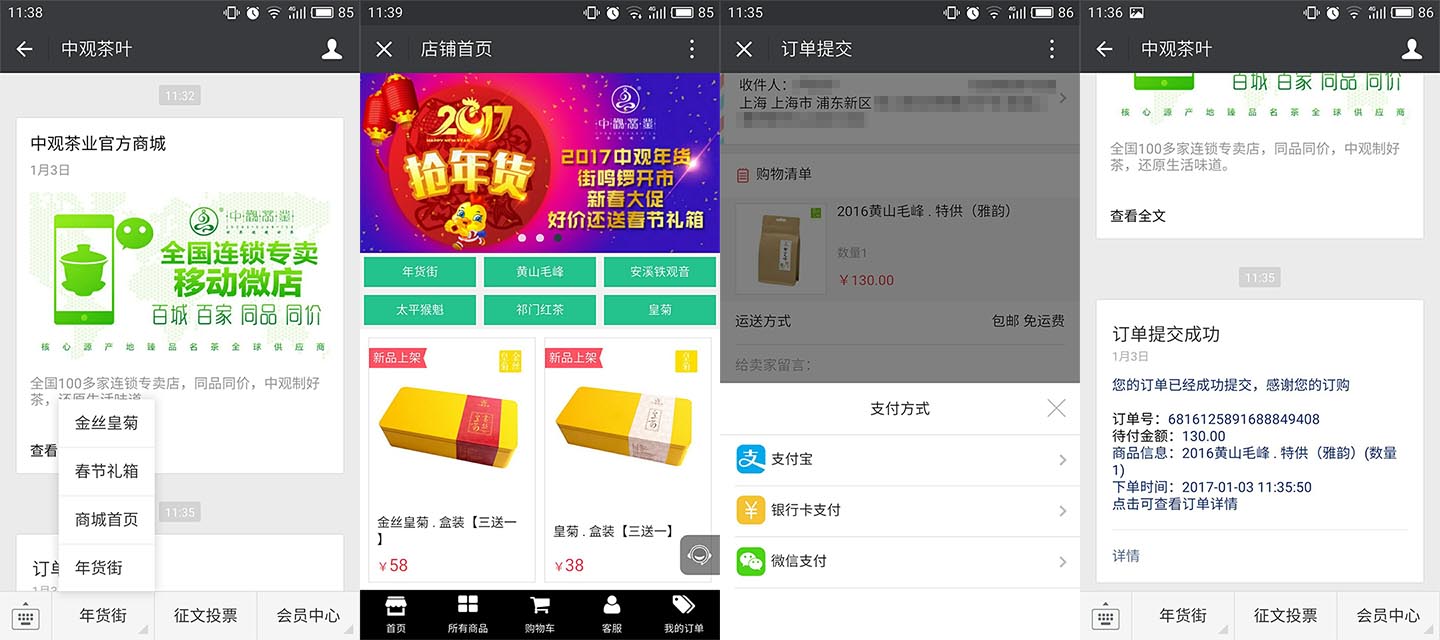 11:38
85
中观茶叶
11:32
中观茶业官方商城
1月3日
全国连锁专卖
移动微店
百城 百家 同品 同价
核心源产地臻品名茶全球供应商
全国100多家连锁专卖店，同品同价，中观制好
茶，还原生活味道
查看
金丝皇菊
春节礼箱
商城首页
年货街
11:35
订单
年货街
征文投票
会员中心
11:39
85
店铺首页
2017
HAPPY NEW YEAR
抢年货
2017中观年货
街鸣锣开市
新春大促
好价还送春节礼箱
年货街
黄山毛峰
安溪铁观音
太平猴魁
祁门红茶
皇菊
新品上架
金丝皇菊
新品上架
皇菊
金丝皇菊 . 盒装【三送一
】
¥58
皇菊 . 盒装【三送一】
¥38
首页
所有商品
购物车
客服
我的订单
11:35
86
订单提交
收件人：
上海 上海市 浦东新区
购物清单
2016黄山毛峰 . 特供（雅韵）
数量1
¥130.00
运送方式
包邮 免运费
给卖家留言：
支付方式
支付宝
银行卡支付
微信支付
11:36
86
中观茶叶
百城 百家 同品 同价
核心源产地臻品名茶全球供应商
全国100多家连锁专卖店，同品同价，中观制好
茶，还原生活味道。
查看全文
11:35
订单提交成功
1月3日
您的订单已经成功提交，感谢您的订购
订单号：6816125891688849408
待付金额：130.00
商品信息：2016黄山毛峰 . 特供（雅韵）(数量
1)
下单时间：2017-01-03 11:35:50
点击可查看订单详情
详情
年货街
征文投票
会员中心